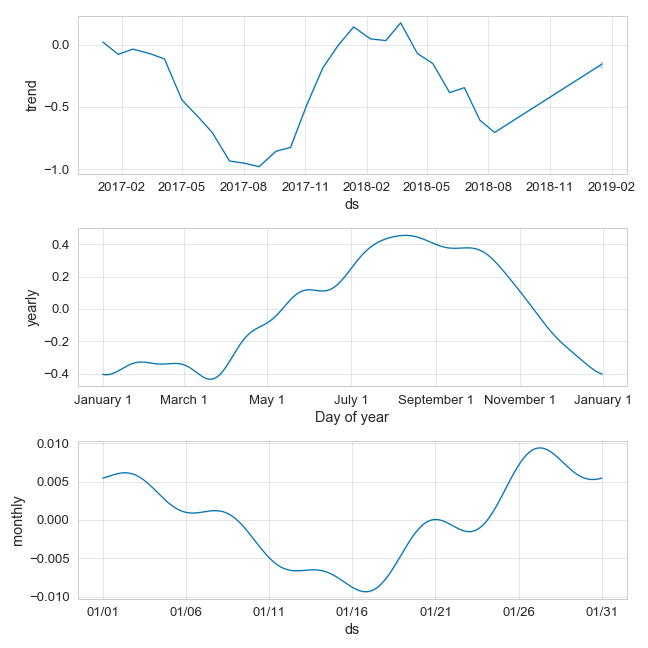 0.0
−0.5
−1.0
trend
2017-02 2017-05 2017-08 2017-11 2018-02 2018-05 2018-08 2018-11 2019-02
ds
0.4
0.2
0.0
−0.2
−0.4
yearly
January 1 March 1 May 1 July 1 September 1 November 1 January 1
Day of year
0.010
0.005
0.000
−0.005
−0.010
monthly
01/01 01/06 01/11 01/16 01/21 01/26 01/31
ds